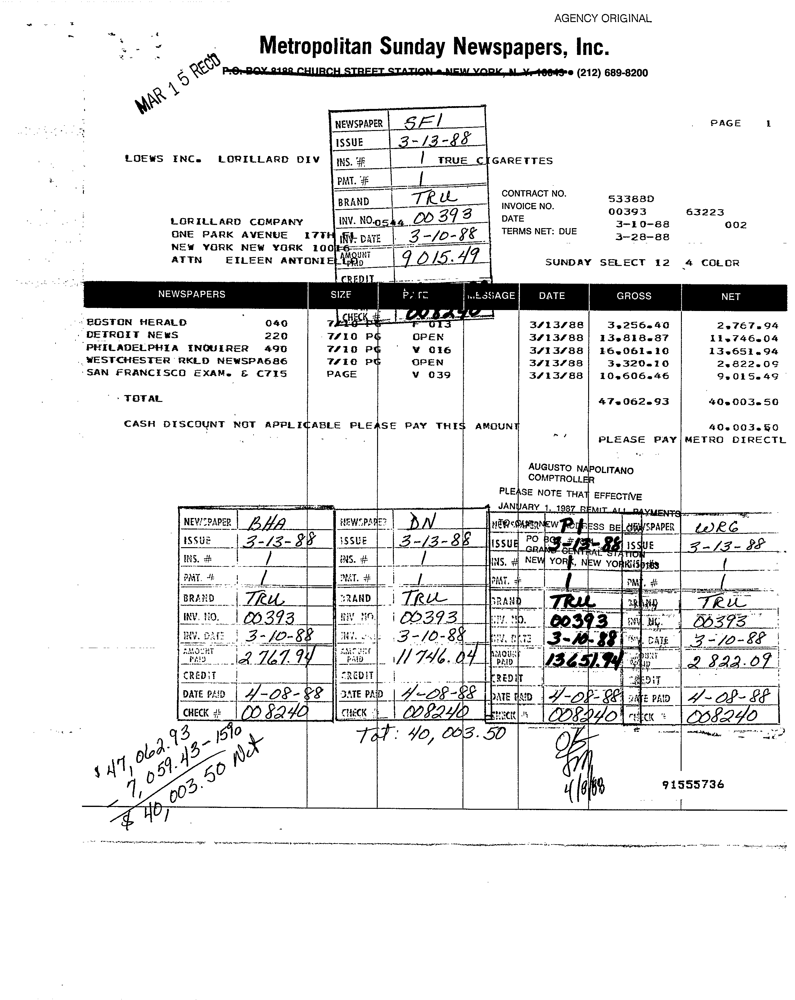 AGENCY ORIGINAL
Metropolitan Sunday Newspapers, Inc.
P.O. BOX 8188 CHURCH STREET STATION • NEW YORK, N. Y. 10043 • (212) 689-8200
MAR 15 RECD
PAGE 1
NEWSPAPER SFI
ISSUE 3-13-88
INS. # 1
PMT. # 1
BRAND TRU
INV. NO. 00393
INV. DATE 3-10-88
AMOUNT PAID 9015.49
CREDIT
CHECK # 008240
LOEWS INC. LORILLARD DIV TRUE CIGARETTES
CONTRACT NO. 53388D
INVOICE NO. 00393 63223
DATE 3-10-88 002
TERMS NET: DUE 3-28-88
0544
LORILLARD COMPANY
ONE PARK AVENUE 17TH FL
NEW YORK NEW YORK 10016
ATTN EILEEN ANTONIELLO
SUNDAY SELECT 12 4 COLOR
NEWSPAPERS SIZE MESSAGE DATE GROSS NET
BOSTON HERALD 040 7/10 PG F 013 3/13/88 3.256.40 2.767.94
DETROIT NEWS 220 7/10 PG OPEN 3/13/88 13.818.87 11.746.04
PHILADELPHIA INQUIRER 490 7/10 PG V 016 3/13/88 16.061.10 13.651.94
WESTCHESTER RKLD NEWSPA686 7/10 PG OPEN 3/13/88 3.320.10 2.822.09
SAN FRANCISCO EXAM. & C715 PAGE V 039 3/13/88 10.606.46 9.015.49
TOTAL 47.062.93 40.003.50
CASH DISCOUNT NOT APPLICABLE PLEASE PAY THIS AMOUNT 40.003.50
PLEASE PAY METRO DIRECTL
AUGUSTO NAPOLITANO
COMPTROLLER
PLEASE NOTE THAT EFFECTIVE
JANUARY 1, 1987 REMIT ALL PAYMENTS
NEW ADDRESS BELOW
PO BOX
GRAND CENTRAL STATION
NEW YORK, NEW YORK 10163
NEWSPAPER BHA
ISSUE 3-13-88
INS. # 1
PMT. # 1
BRAND TRU
INV. NO. 00393
INV. DATE 3-10-88
AMOUNT PAID 2767.94
CREDIT
DATE PAID 4-08-88
CHECK # 008240
NEWSPAPER DN
ISSUE 3-13-88
INS. # 1
PMT. # 1
BRAND TRU
INV. NO. 00393
INV. DATE 3-10-88
AMOUNT PAID 11746.04
CREDIT
DATE PAID 4-08-88
CHECK # 008240
NEWSPAPER PI
ISSUE 3-13-88
INS. # 1
PMT. # 1
BRAND TRU
INV. NO. 00393
INV. DATE 3-10-88
AMOUNT PAID 13651.94
CREDIT
DATE PAID 4-08-88
CHECK # 008240
NEWSPAPER WRG
ISSUE 3-13-88
1
PMT. # 1
BRAND TRU
INV. NO. 00393
INV. DATE 3-10-88
AMOUNT PAID 2822.09
CREDIT
DATE PAID 4-08-88
CHECK # 008240
$47,062.93
- 7,059.43-15%
$40,003.50 Net
Tot: 40,003.50
OK
4/8/88
91555736